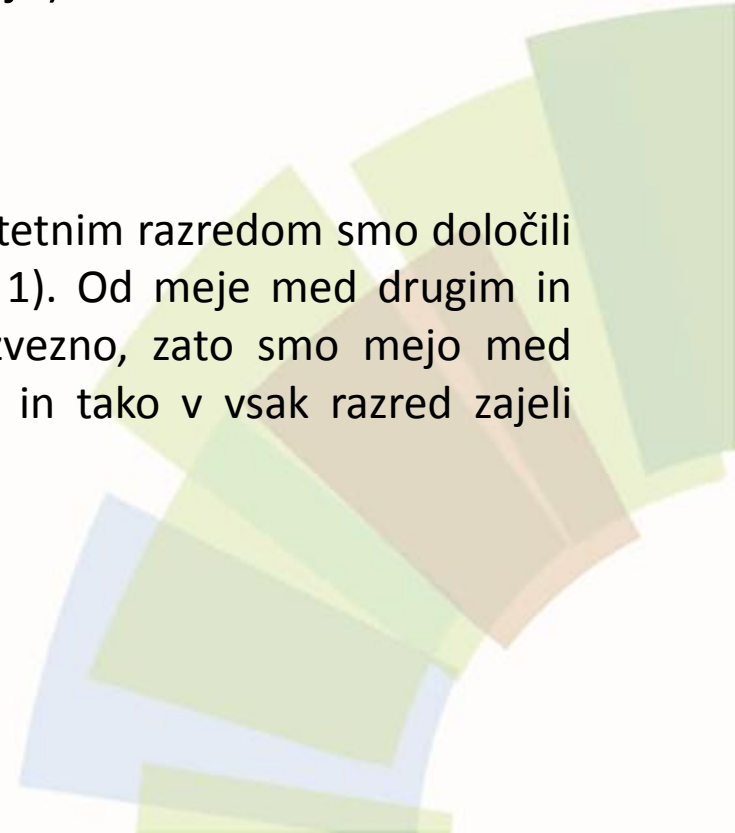 tetnim razredom smo določili
1). Od meje med drugim in
zvezno, zato smo mejo med
in tako v vsak razred zajeli